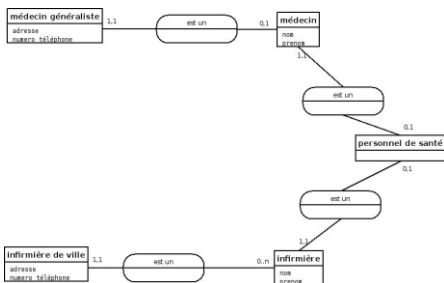 médecin généraliste
adresse
numero téléphone
1,1
est un
0,1
médecin
nom
prenom
1,1
est un
0,1
personnel de santé
0,1
est un
1,1
infirmière de ville
adresse
numero téléphone
1,1
est un
0..n
infirmière
nom
prenom